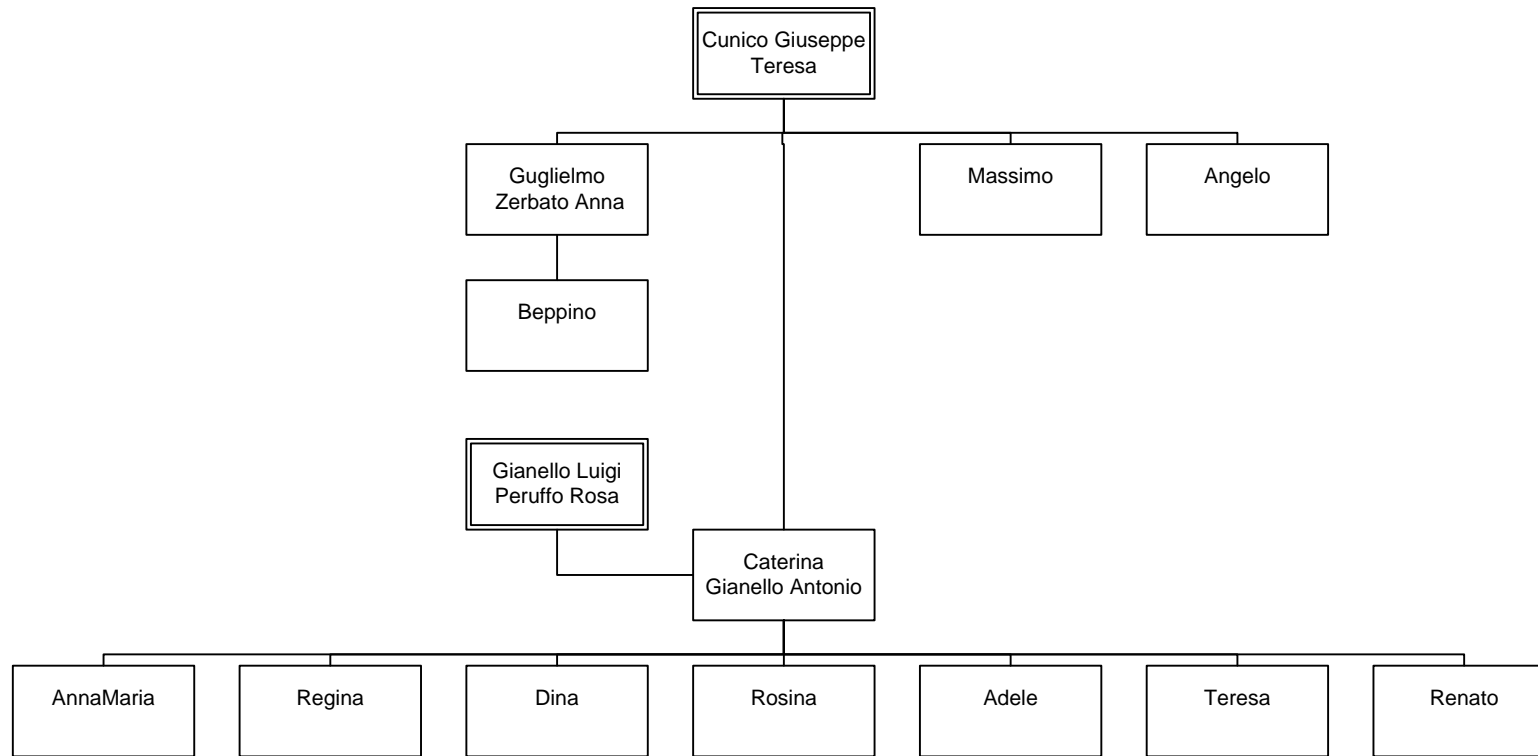 Cunico Giuseppe
Teresa
Guglielmo
Zerbato Anna
Massimo
Angelo
Beppino
Gianello Luigi
Peruffo Rosa
Caterina
Gianello Antonio
AnnaMaria
Regina
Dina
Rosina
Adele
Teresa
Renato